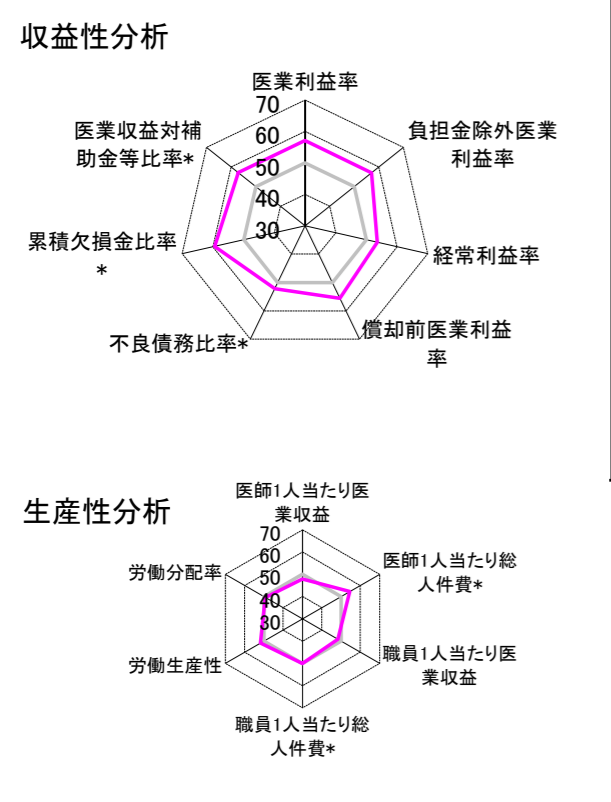 収益性分析
医業利益率
70
60
50
40
30
負担金除外医業
利益率
経常利益率
償却前医業利益
率
不良債務比率*
累積欠損金比率
*
医業収益対補
助金等比率*
生産性分析
医師1人当たり医
業収益
70
60
50
40
30
医師1人当たり総
人件費*
職員1人当たり医
業収益
職員1人当たり総
人件費*
労働生産性
労働分配率